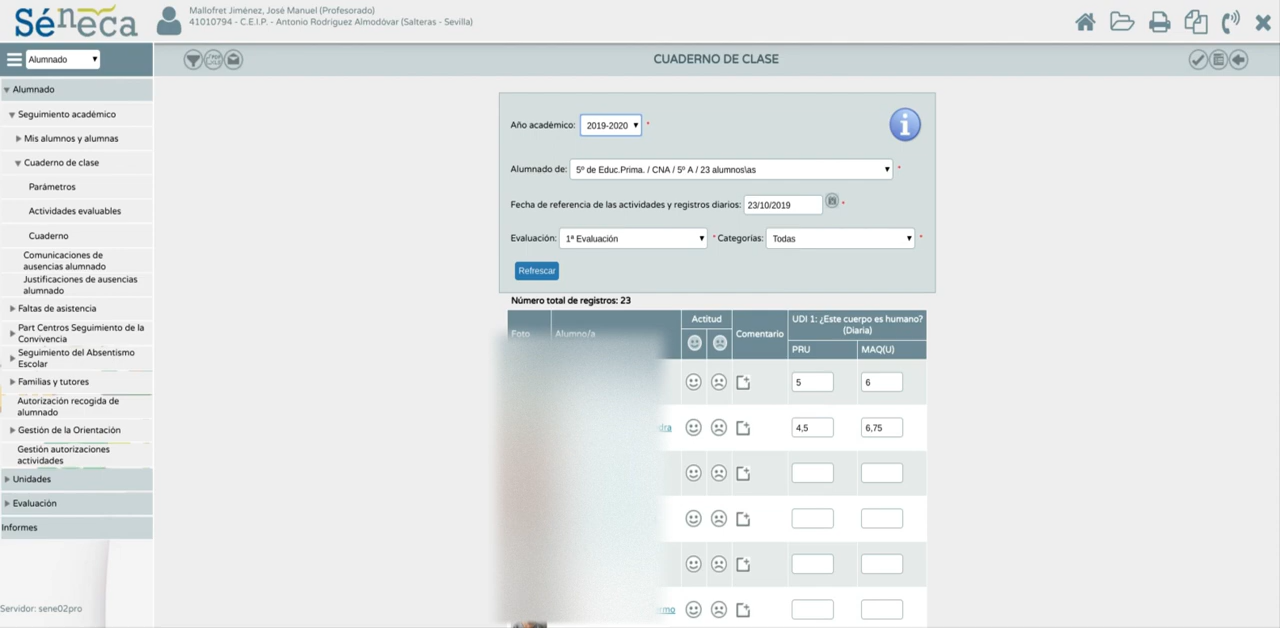 Séneca
Mallofret Jiménez, José Manuel (Profesorado)
41010794 - C.E.I.P. - Antonio Rodríguez Almodóvar (Salteras - Sevilla)
Alumnado
CUADERNO DE CLASE
Alumnado
Seguimiento académico
Mis alumnos y alumnas
Cuaderno de clase
Parámetros
Actividades evaluables
Cuaderno
Comunicaciones de
ausencias alumnado
Justificaciones de ausencias
alumnado
Faltas de asistencia
Part Centros Seguimiento de la
Convivencia
Seguimiento del Absentismo
Escolar
Familias y tutores
Autorización recogida de
alumnado
Gestión de la Orientación
Gestión autorizaciones
actividades
Unidades
Evaluación
Informes
Servidor: sene02pro
Año académico: 2019-2020 *
Alumnado de: 5º de Educ.Prima. / CNA / 5º A / 23 alumnos\as *
Fecha de referencia de las actividades y registros diarios: 23/10/2019 *
Evaluación: 1ª Evaluación * Categorías: Todas *
Refrescar
Número total de registros: 23
Foto Alumno/a Actitud Comentario UDI 1: ¿Este cuerpo es humano?
(Diaria)
PRU MAQ(U)
5 6
dra 4,5 6,75
rmo